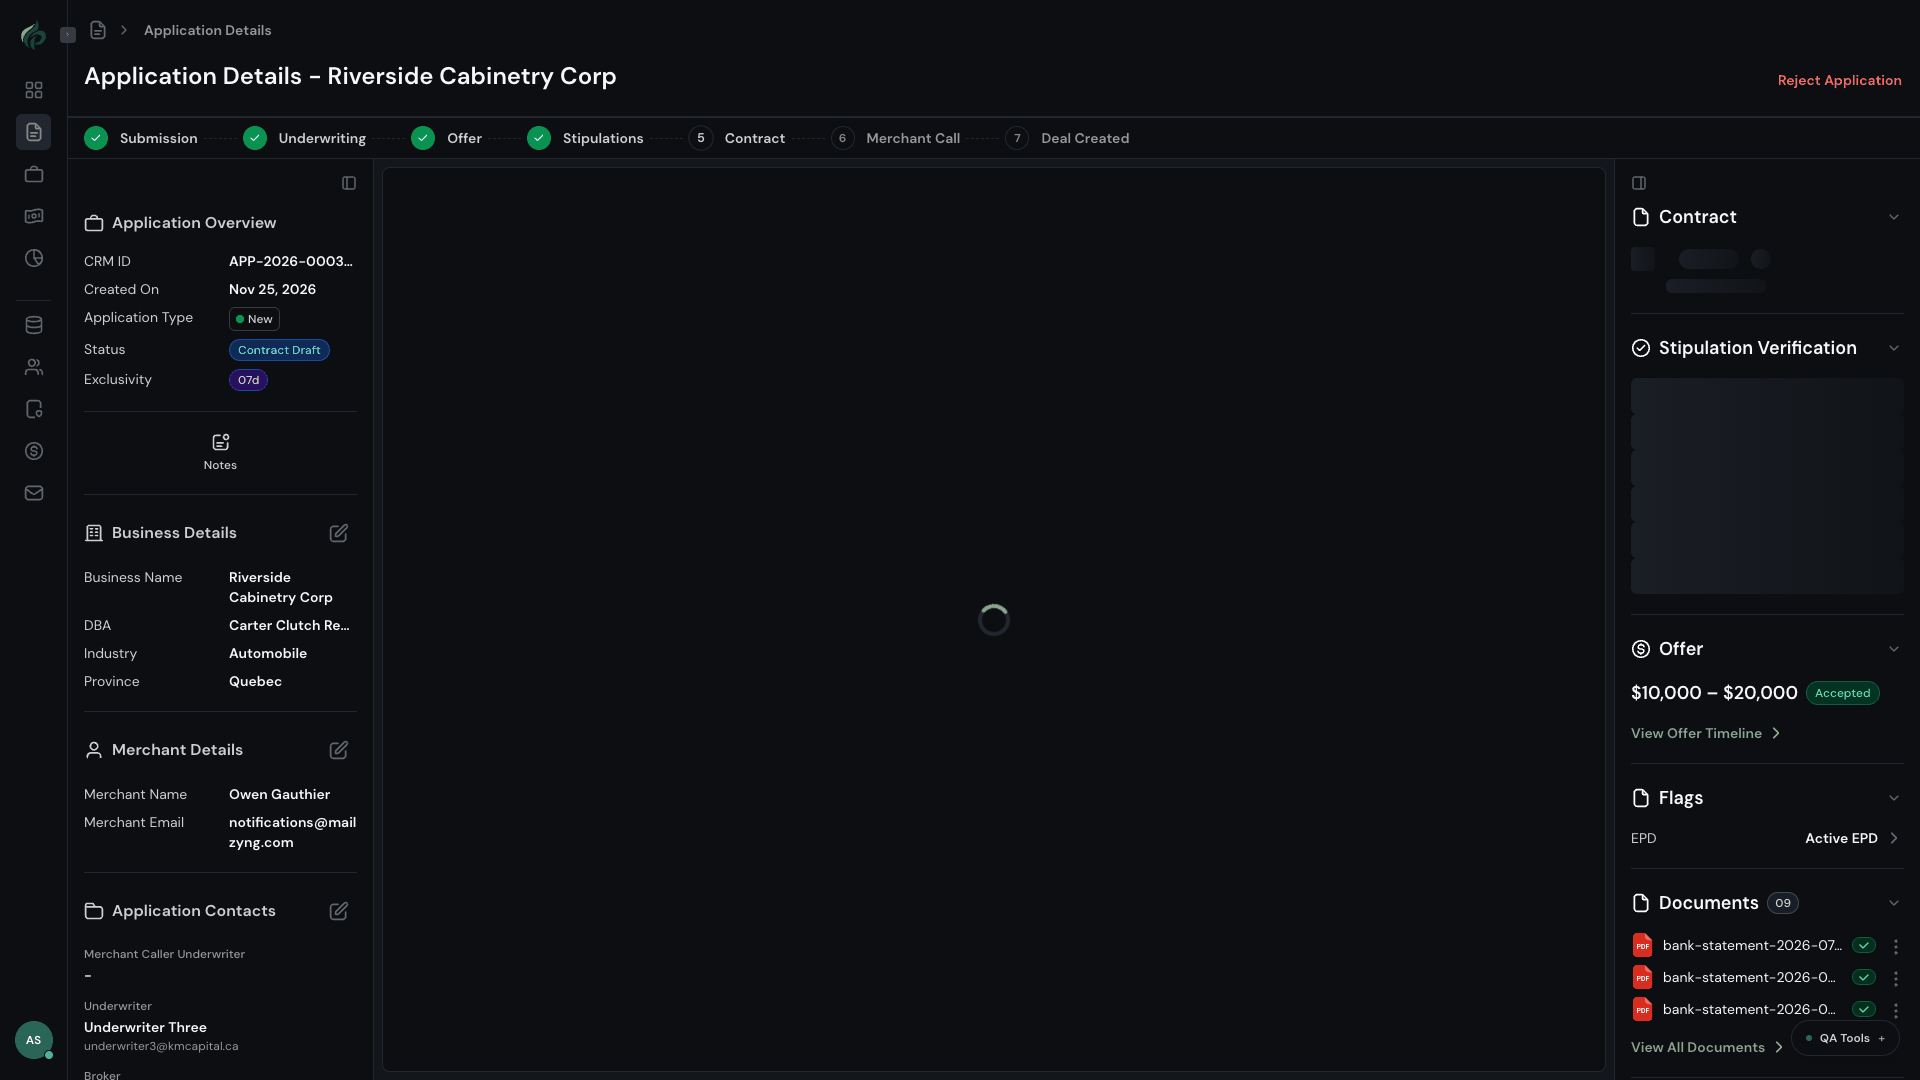 Application Details
Application Details – Riverside Cabinetry Corp
Reject Application
Submission
Underwriting
Offer
Stipulations
5 Contract
6 Merchant Call
7 Deal Created
Application Overview
CRM ID APP-2026-0003...
Created On Nov 25, 2026
Application Type New
Status Contract Draft
Exclusivity 07d
Notes
Business Details
Business Name Riverside
Cabinetry Corp
DBA Carter Clutch Re...
Industry Automobile
Province Quebec
Merchant Details
Merchant Name Owen Gauthier
Merchant Email notifications@mail
zyng.com
Application Contacts
Merchant Caller Underwriter
-
Underwriter
Underwriter Three
underwriter3@kmcapital.ca
Broker
AS
Contract
Stipulation Verification
Offer
$10,000 – $20,000 Accepted
View Offer Timeline
Flags
EPD Active EPD
Documents 09
PDF bank-statement-2026-07...
PDF bank-statement-2026-0...
PDF bank-statement-2026-0...
View All Documents
QA Tools +